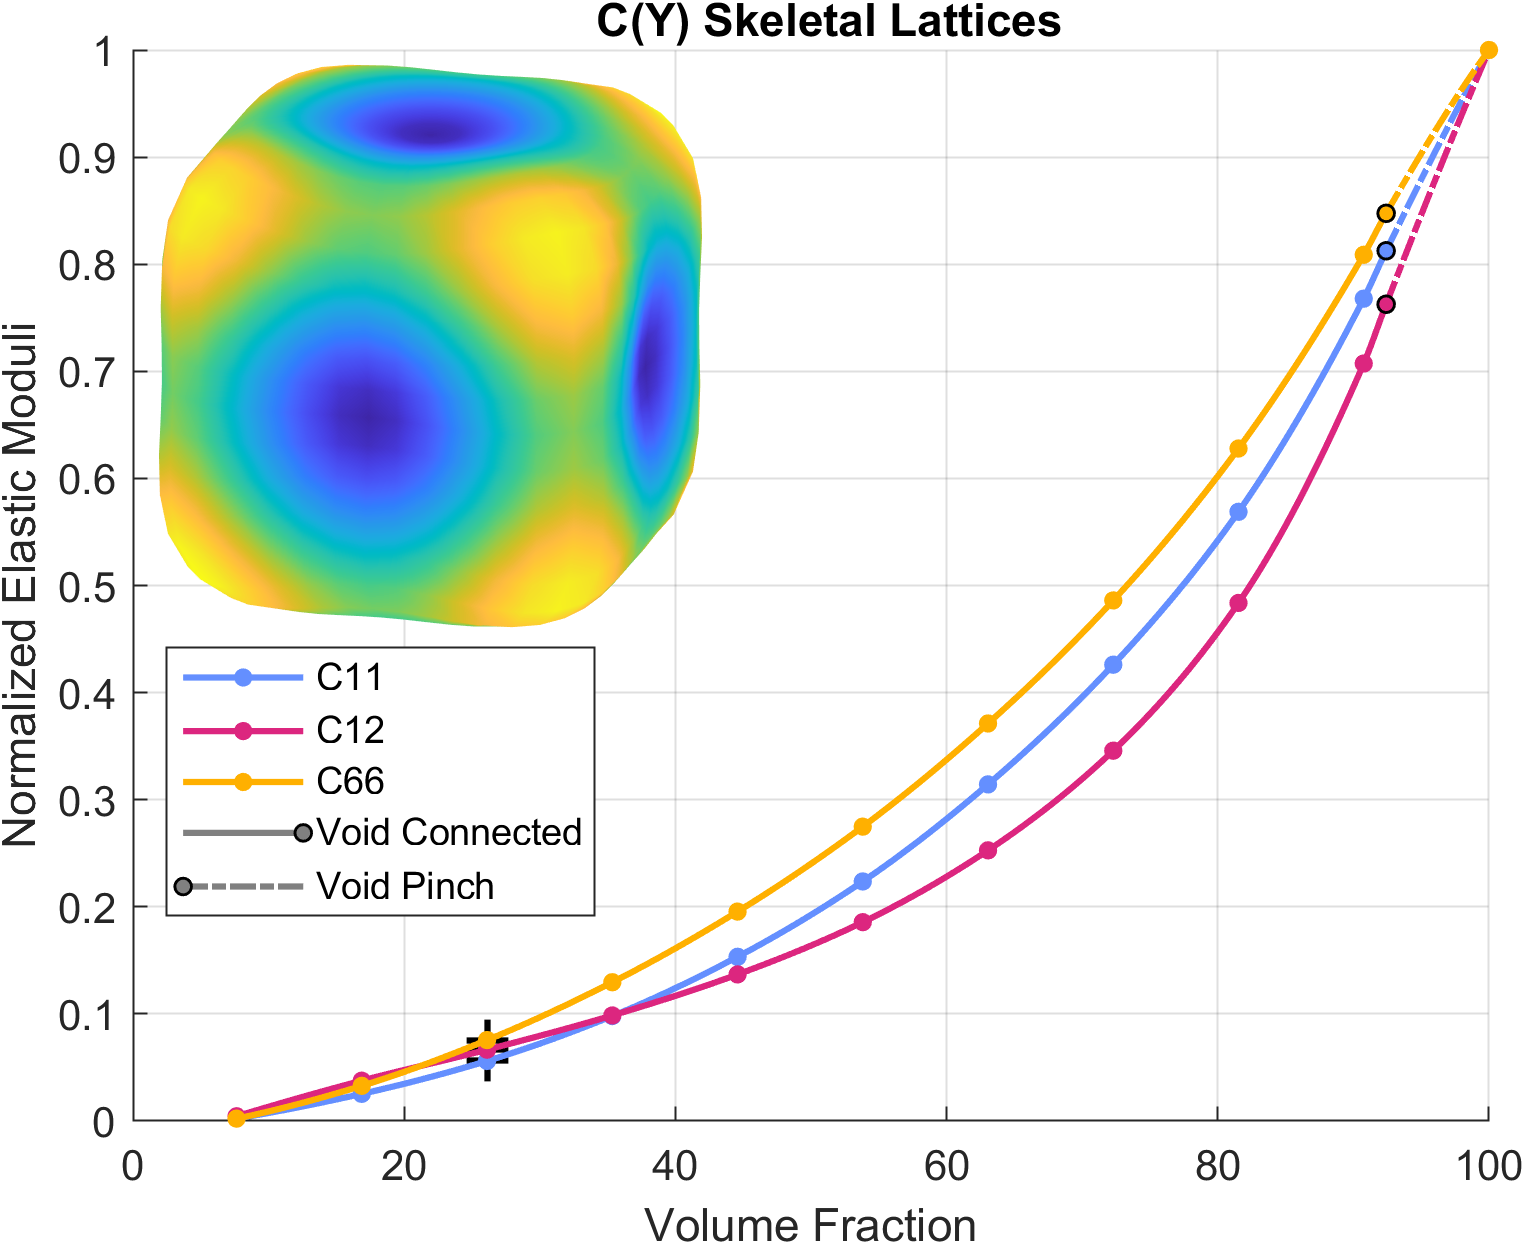 C(Y) Skeletal Lattices
1
0.9
0.8
0.7
0.6
0.5
0.4
0.3
0.2
0.1
0
Normalized Elastic Moduli
C11
C12
C66
Void Connected
Void Pinch
0 20 40 60 80 100
Volume Fraction